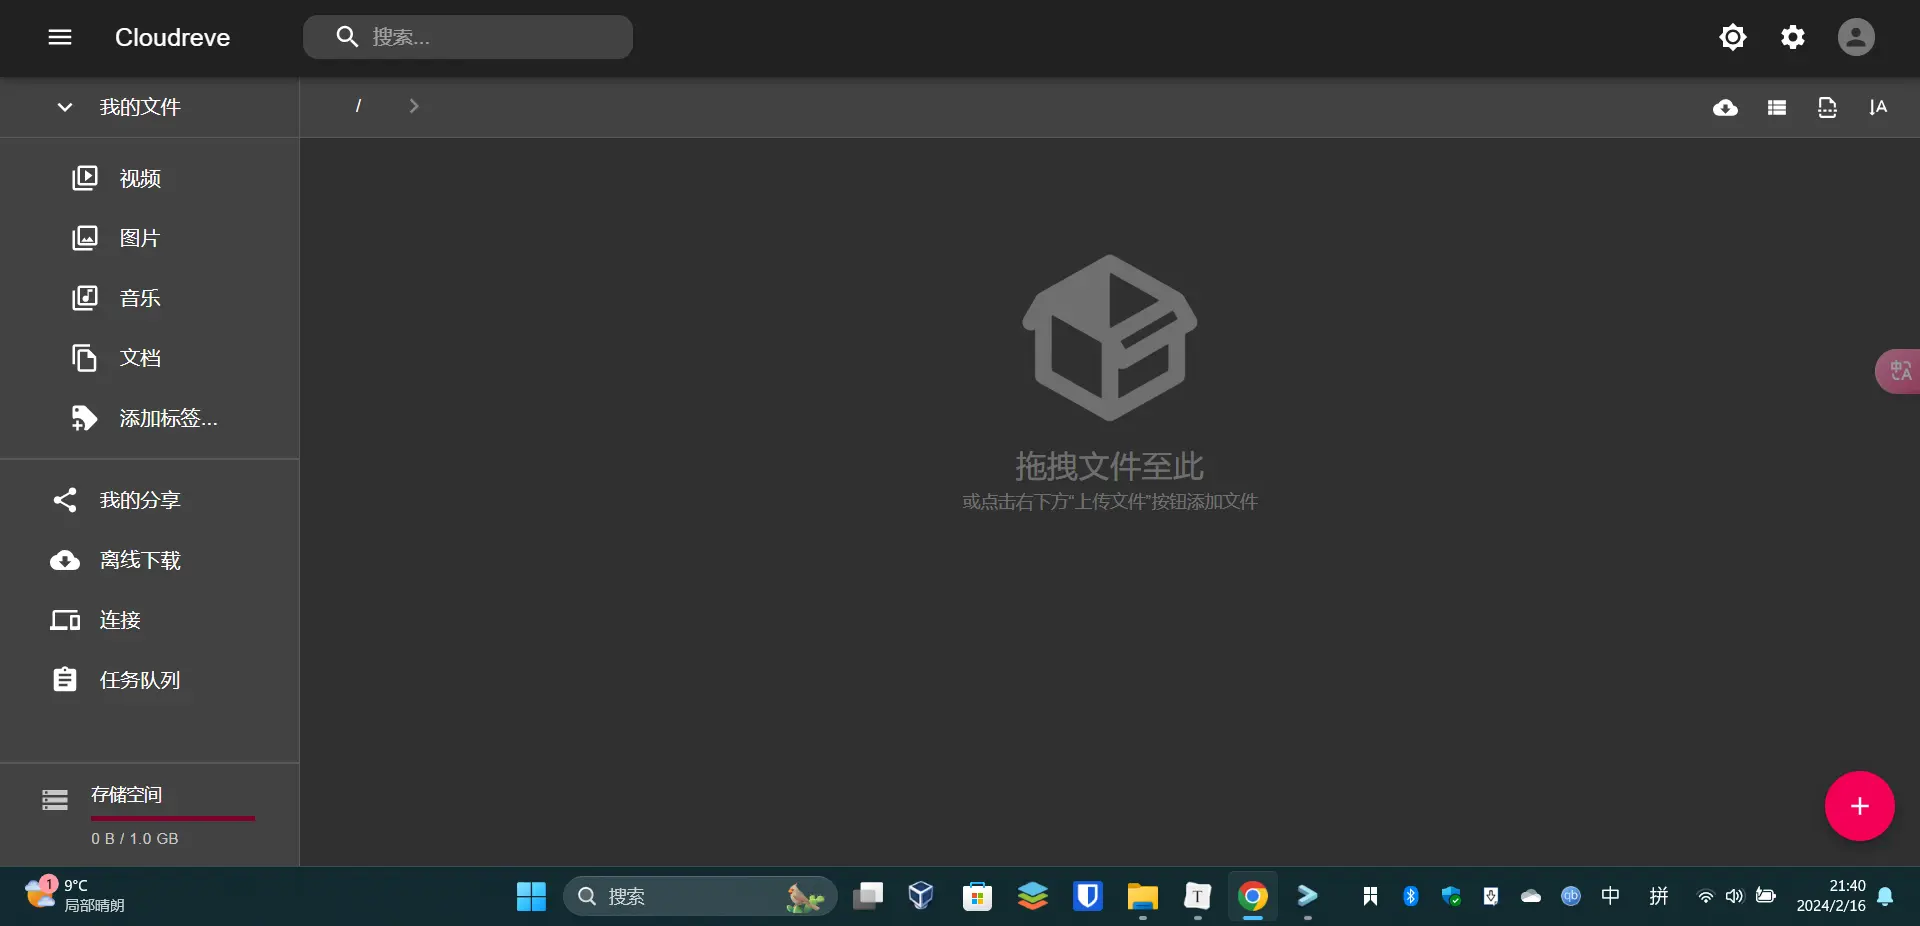 Cloudreve
搜索...
我的文件
/
视频
图片
音乐
文档
添加标签...
我的分享
离线下载
连接
任务队列
存储空间
0 B / 1.0 GB
拖拽文件至此
或点击右下方“上传文件”按钮添加文件
中A
1
9°C
局部晴朗
搜索
T
qb
中
拼
21:40
2024/2/16